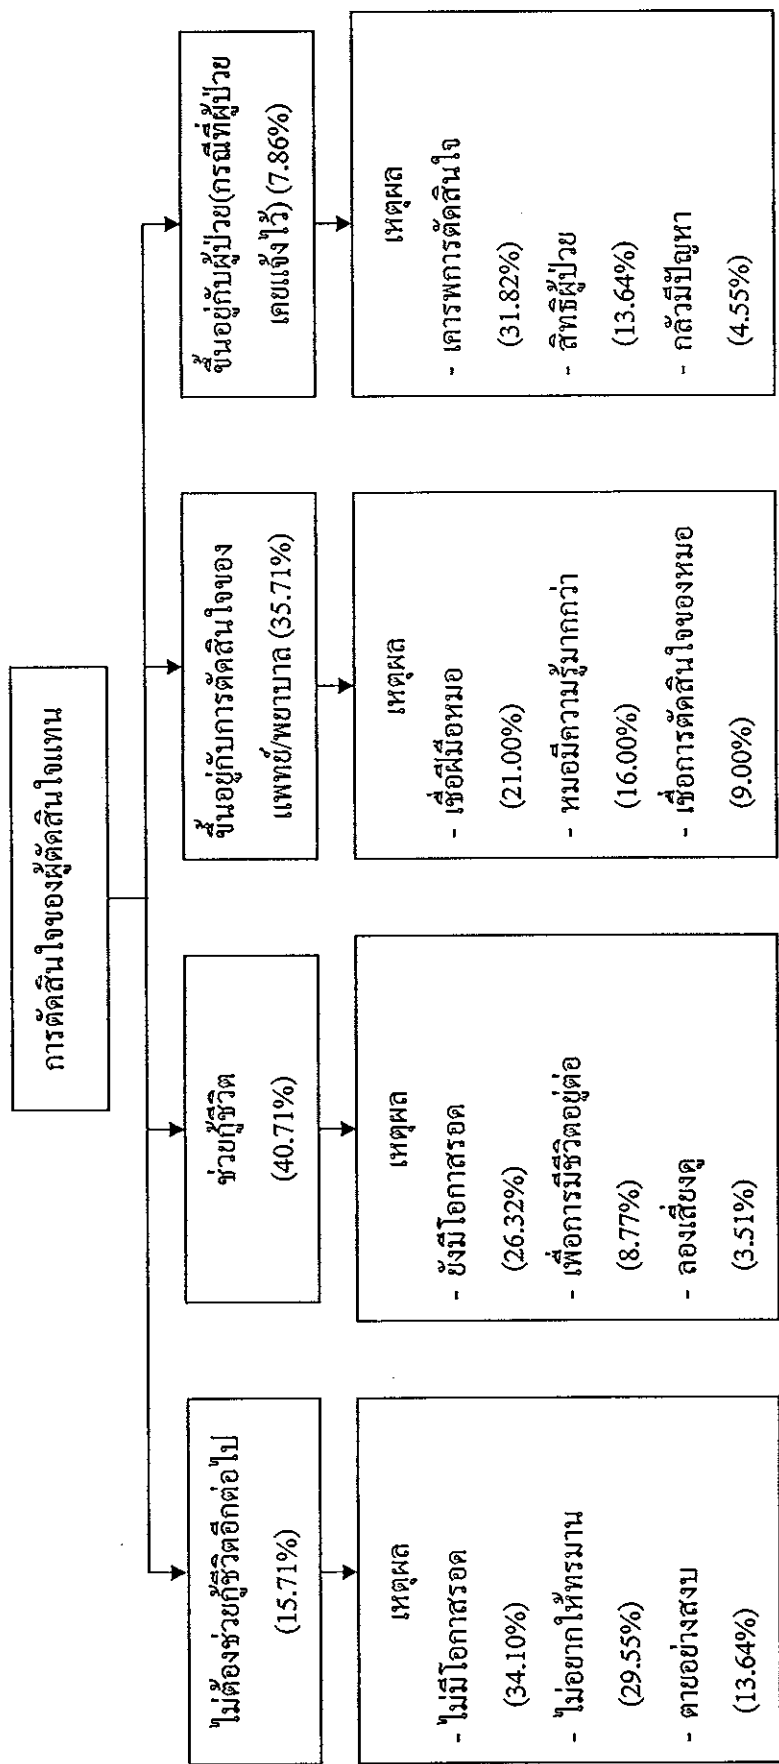 การตัดสินใจของผู้ตัดสินใจแทน
ไม่ต้องช่วยกู้ชีวิตอีกต่อไป
(15.71%)
เหตุผล
- ไม่มีโอกาสรอด
(34.10%)
- ไม่อยากให้ทรมาน
(29.55%)
- ตายอย่างสงบ
(13.64%)
ช่วยกู้ชีวิต
(40.71%)
เหตุผล
- ยังมีโอกาสรอด
(26.32%)
- เพื่อการมีชีวิตอยู่ต่อ
(8.77%)
- ลองเสี่ยงดู
(3.51%)
ขึ้นอยู่กับการตัดสินใจของ
แพทย์/พยาบาล (35.71%)
เหตุผล
- เชื่อฝีมือหมอ
(21.00%)
- หมอมีความรู้มากกว่า
(16.00%)
- เชื่อการตัดสินใจของหมอ
(9.00%)
ขึ้นอยู่กับผู้ป่วย(กรณีที่ผู้ป่วย
เคยแจ้งไว้) (7.86%)
เหตุผล
- เคารพการตัดสินใจ
(31.82%)
- สิทธิผู้ป่วย
(13.64%)
- กลัวมีปัญหา
(4.55%)